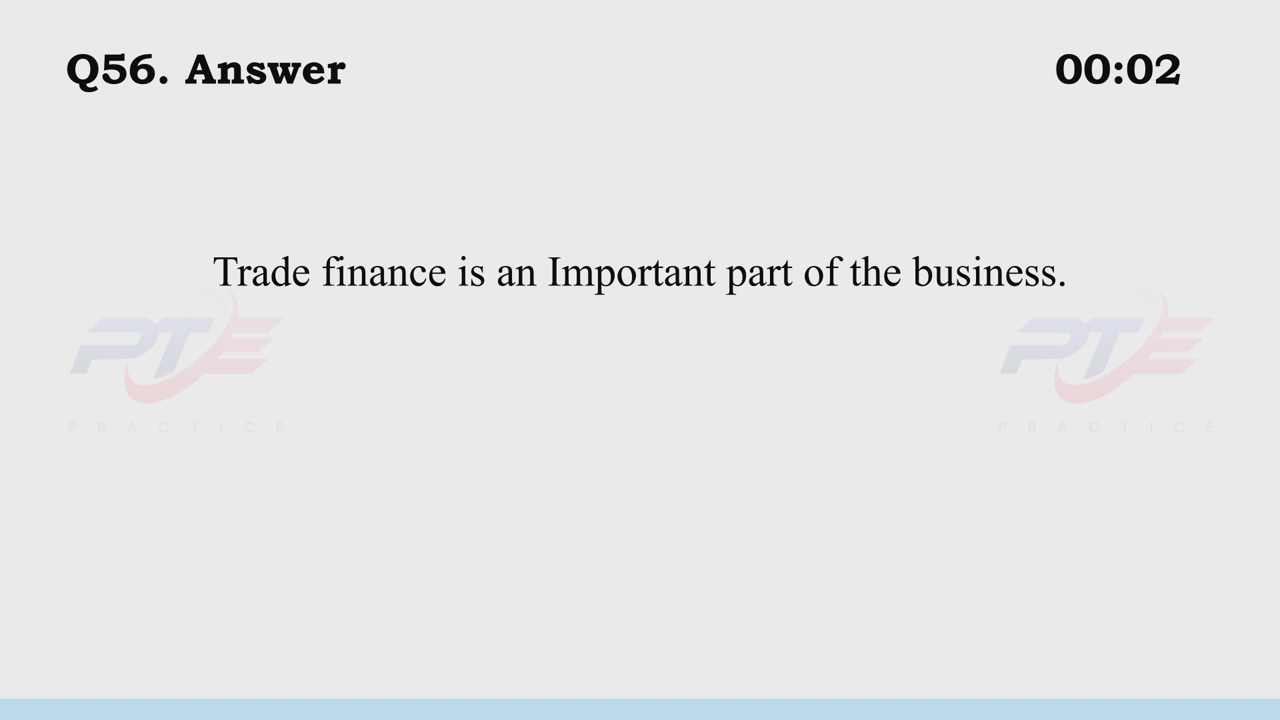 Q56. Answer
00:02
Trade finance is an Important part of the business.
PTE
PRACTICE
PTE
PRACTICE